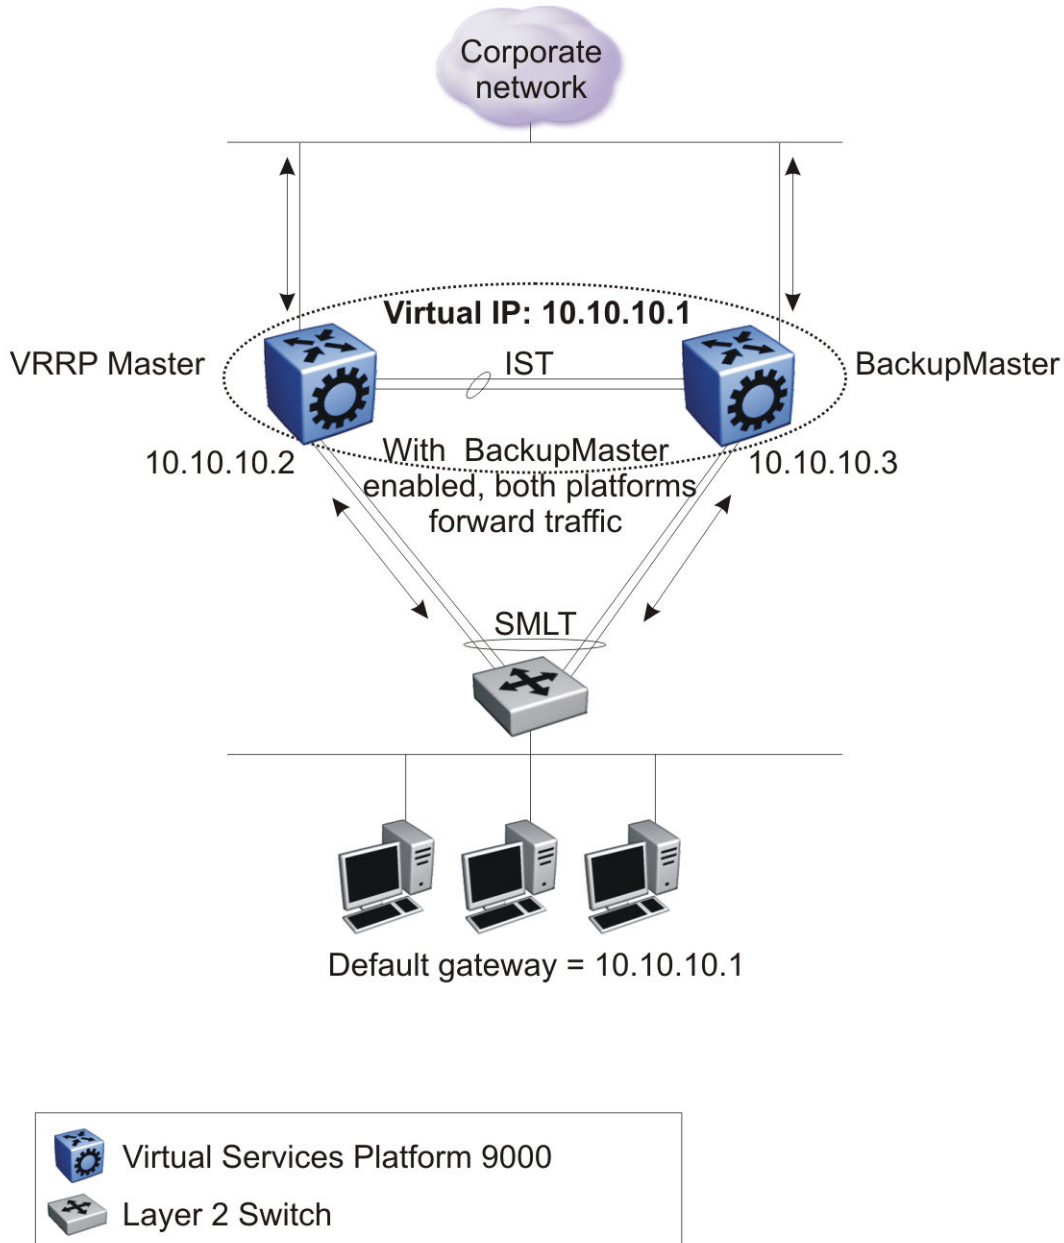 Corporate
network
Virtual IP: 10.10.10.1
VRRP Master
IST
BackupMaster
10.10.10.2
With BackupMaster
enabled, both platforms
forward traffic
10.10.10.3
SMLT
Default gateway = 10.10.10.1
Virtual Services Platform 9000
Layer 2 Switch